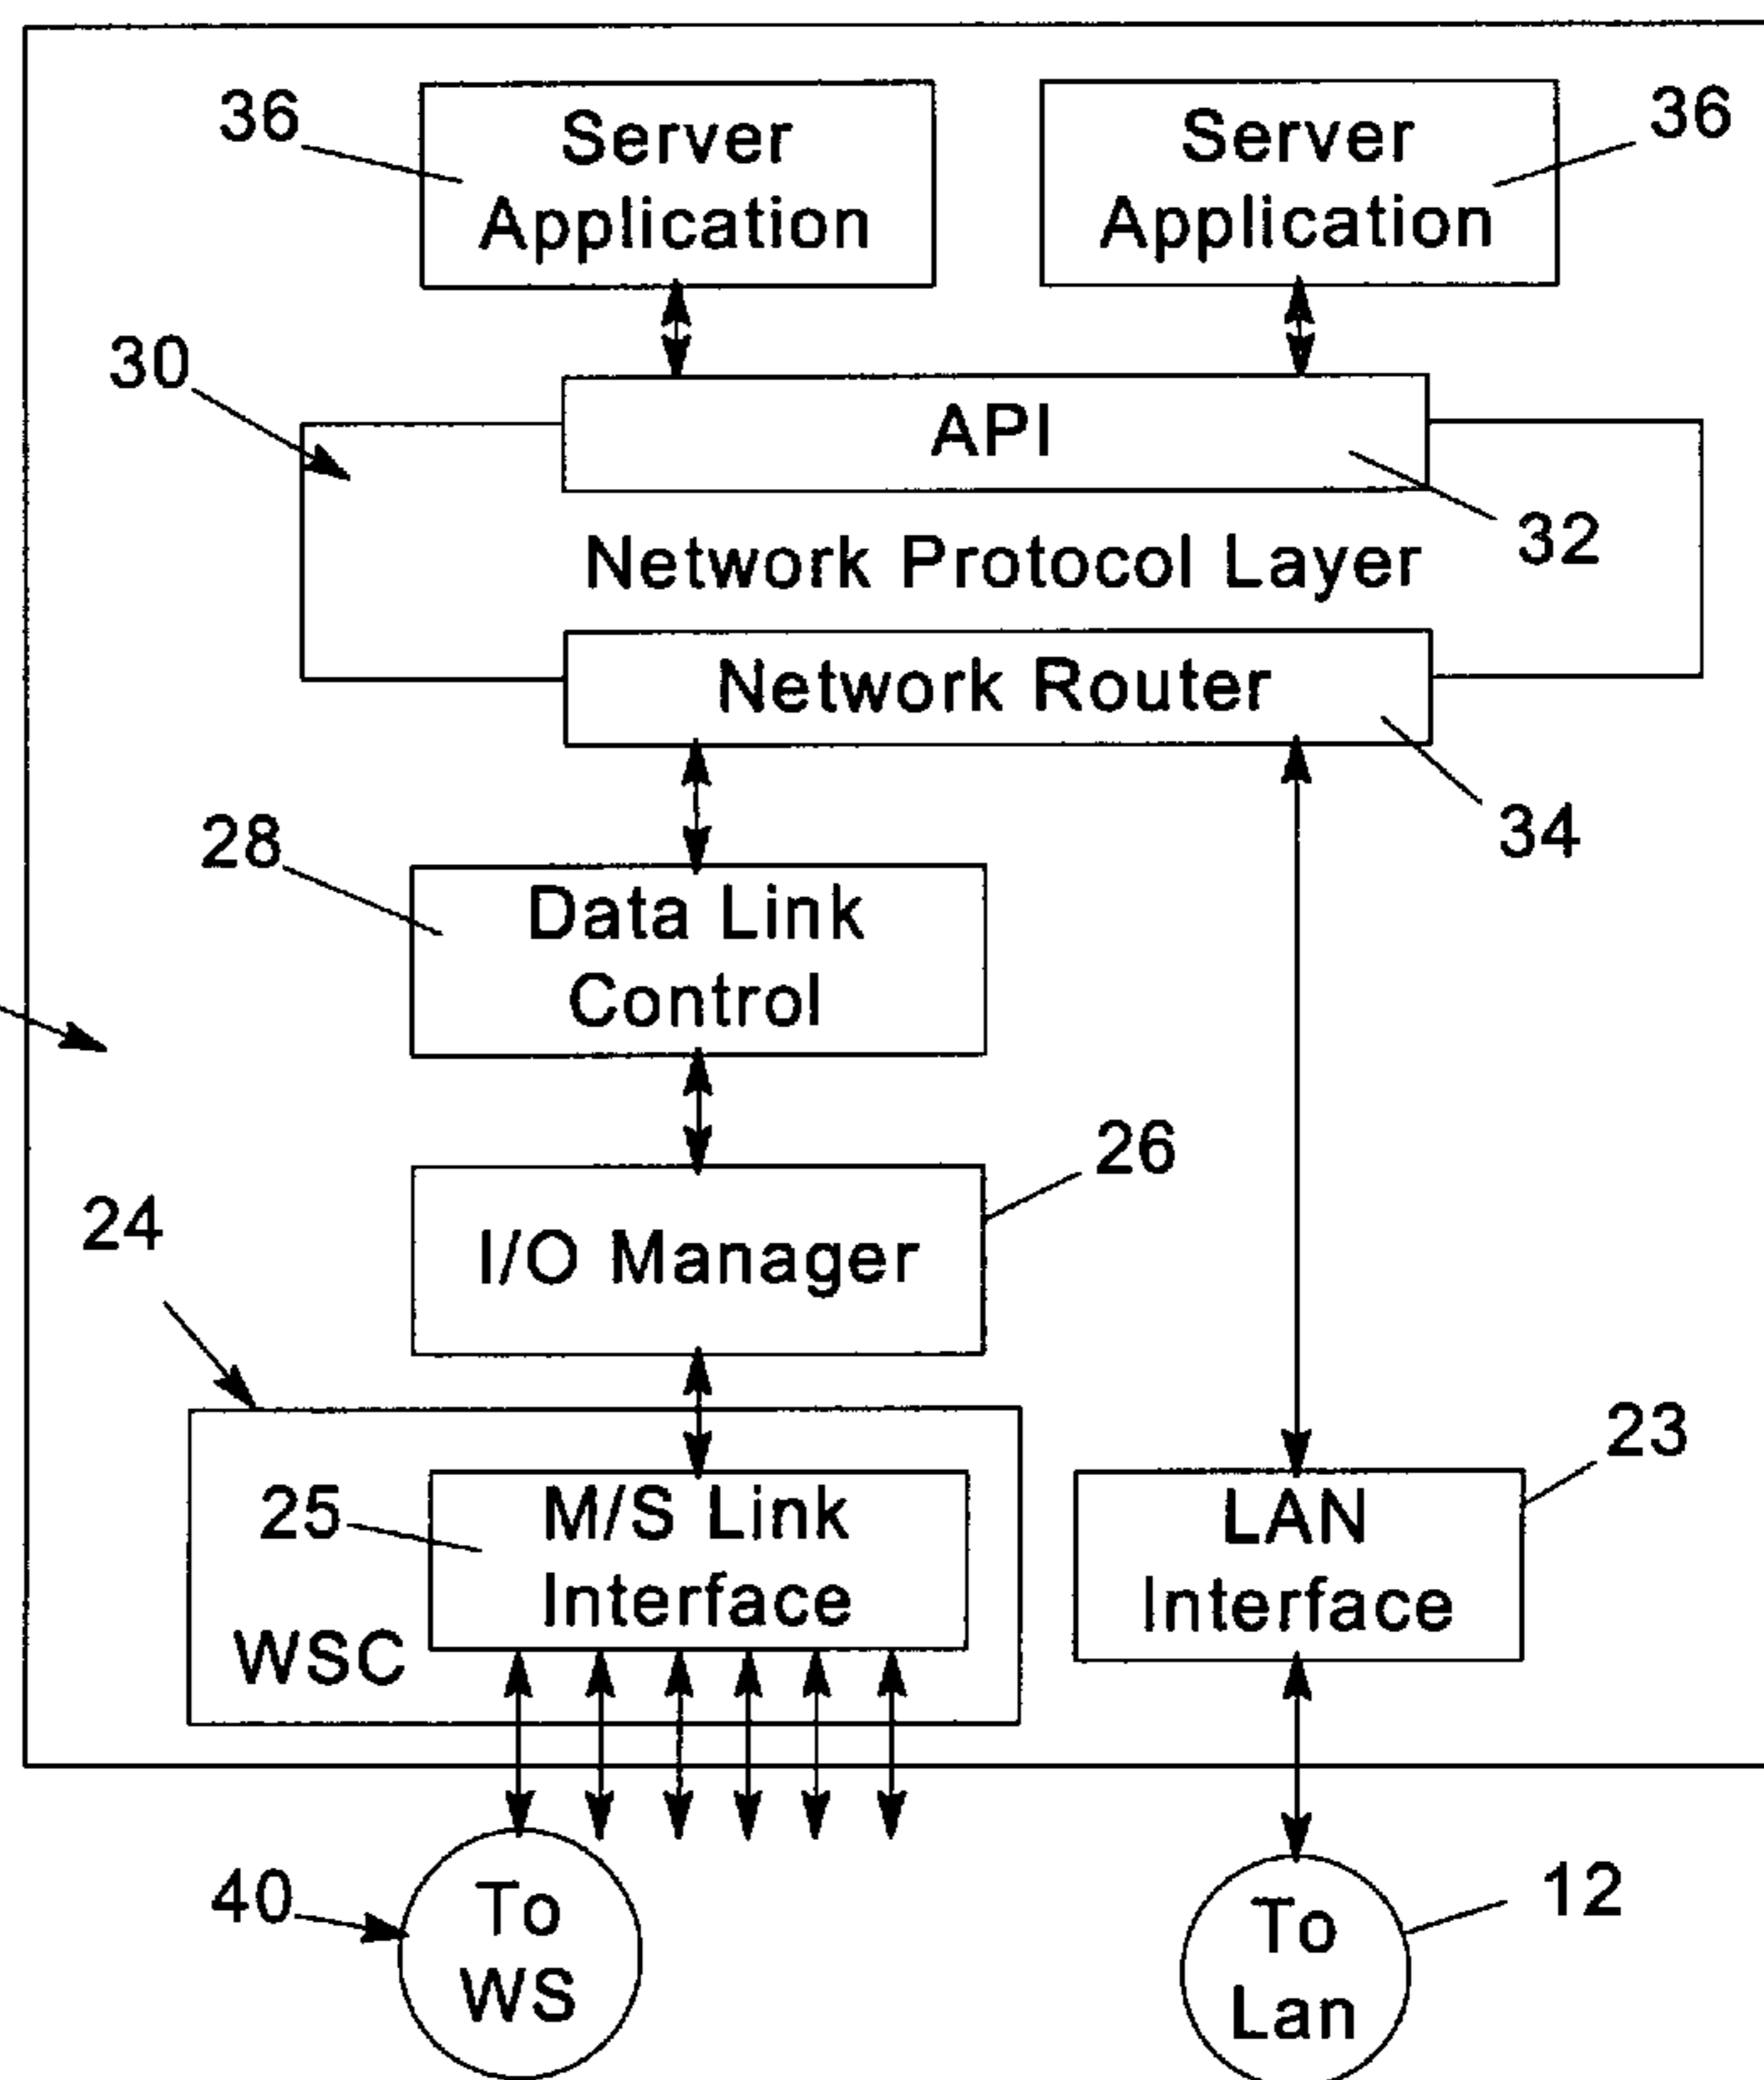 36
Server
Application
Server
Application
36
30
API
32
Network Protocol Layer
Network Router
34
28
Data Link
Control
26
I/O Manager
24
23
25
M/S Link
Interface
WSC
LAN
Interface
40
To
WS
12
To
Lan